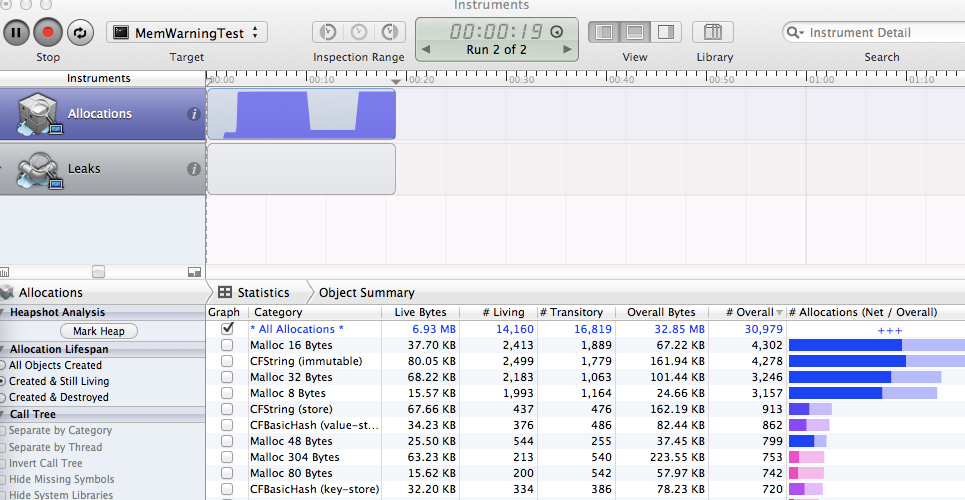 Instruments
MemWarningTest
00:00:19
Run 2 of 2
Instrument Detail
Stop
Target
Inspection Range
View
Library
Search
Instruments
00:00
00:10
00:20
00:30
00:40
00:50
01:00
01:10
Allocations
Leaks
Allocations
Statistics
Object Summary
Heapshot Analysis
Mark Heap
Allocation Lifespan
All Objects Created
Created & Still Living
Created & Destroyed
Call Tree
Separate by Category
Separate by Thread
Invert Call Tree
Hide Missing Symbols
Hide System Libraries
Graph Category Live Bytes # Living # Transitory Overall Bytes # Overall # Allocations (Net / Overall)
* All Allocations * 6.93 MB 14,160 16,819 32.85 MB 30,979 +++
Malloc 16 Bytes 37.70 KB 2,413 1,889 67.22 KB 4,302
CFString (immutable) 80.05 KB 2,499 1,779 161.94 KB 4,278
Malloc 32 Bytes 68.22 KB 2,183 1,063 101.44 KB 3,246
Malloc 8 Bytes 15.57 KB 1,993 1,164 24.66 KB 3,157
CFString (store) 67.66 KB 437 476 162.19 KB 913
CFBasicHash (value-st... 34.23 KB 376 486 82.44 KB 862
Malloc 48 Bytes 25.50 KB 544 255 37.45 KB 799
Malloc 304 Bytes 63.23 KB 213 540 223.55 KB 753
Malloc 80 Bytes 15.62 KB 200 542 57.97 KB 742
CFBasicHash (key-store) 32.20 KB 334 386 78.23 KB 720